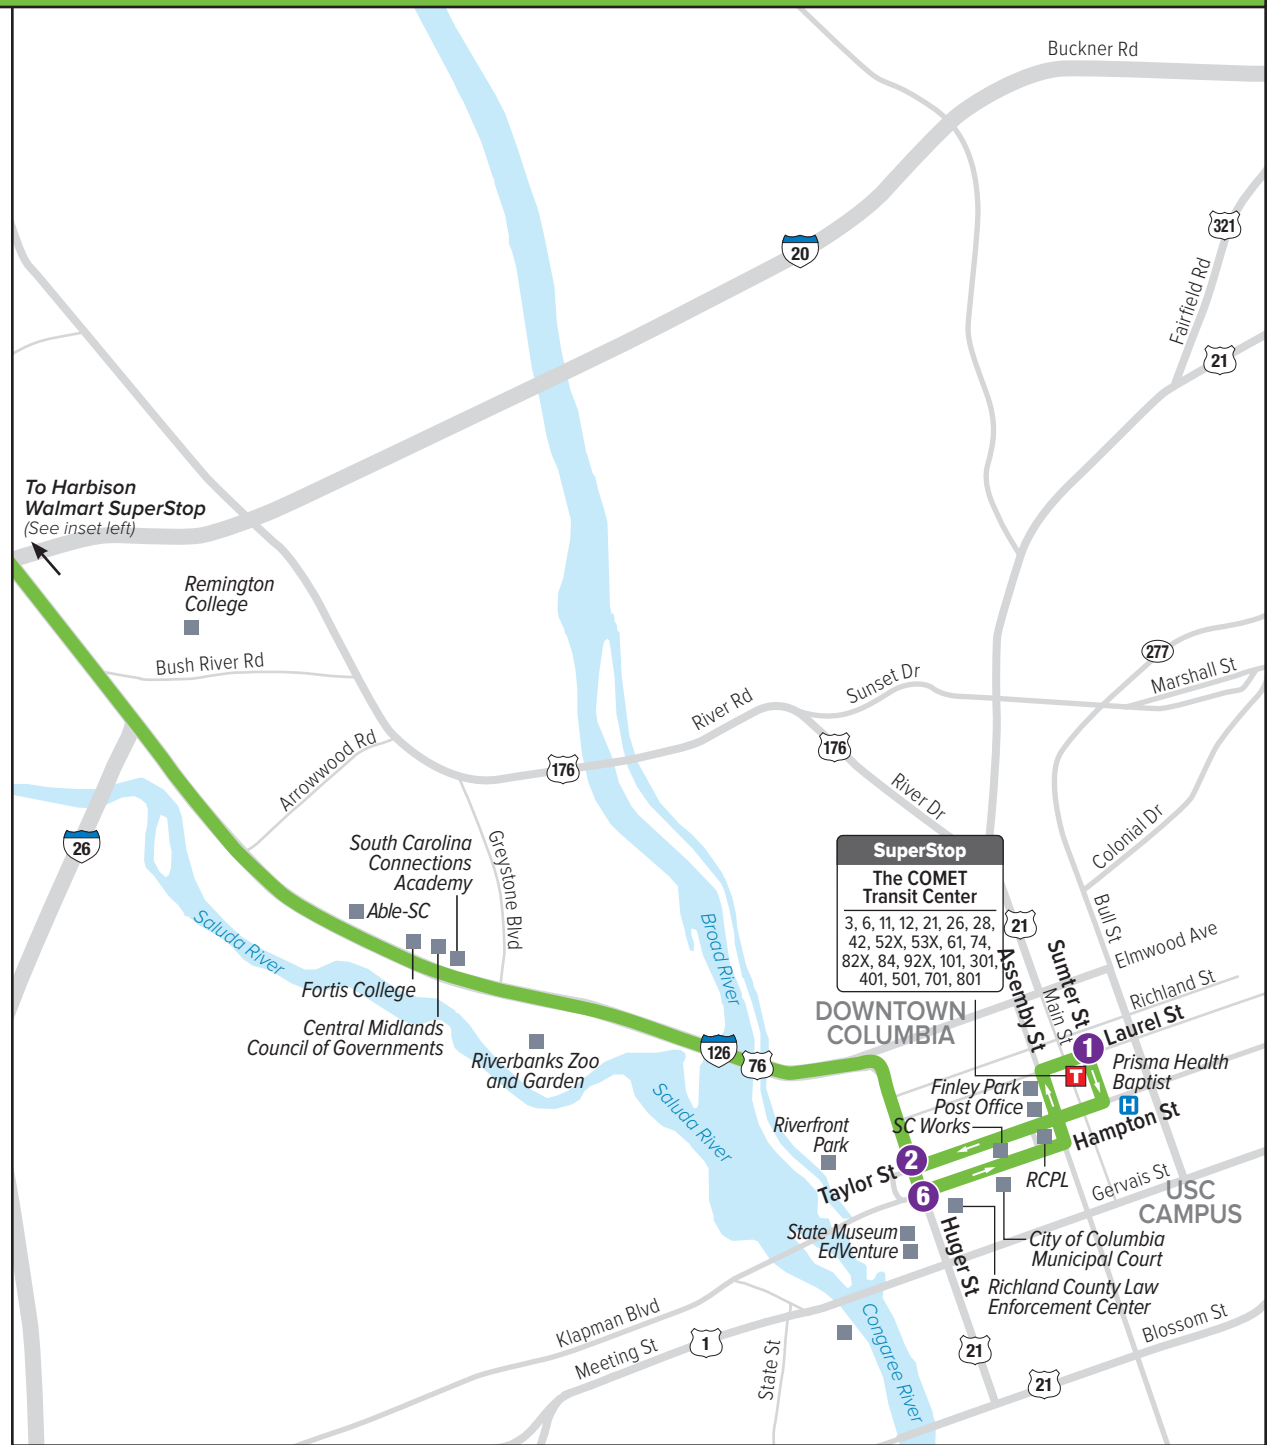 Buckner Rd
321
20
Fairfield Rd
21
To Harbison
Walmart SuperStop
(See inset left)
Remington
College
277
Bush River Rd
Marshall St
Sunset Dr
River Rd
Arrowwood Rd
176
176
River Dr
26
South Carolina
Connections
Academy
Greystone Blvd
Colonial Dr
SuperStop
The COMET
Transit Center
3, 6, 11, 12, 21, 26, 28,
42, 52X, 53X, 61, 74,
82X, 84, 92X, 101, 301,
401, 501, 701, 801
Able-SC
Bull St
21
Saluda River
Broad River
Elmwood Ave
Sumter St
Assemby St
Main St
Fortis College
Richland St
DOWNTOWN
COLUMBIA
Laurel St
Central Midlands
Council of Governments
126
76
1
Riverbanks Zoo
and Garden
T
Prisma Health
Baptist
Finley Park
Post Office
SC Works
H
Saluda River
Riverfront
Park
Hampton St
2
Taylor St
6
RCPL
Gervais St
USC
CAMPUS
State Museum
EdVenture
Huger St
City of Columbia
Municipal Court
Richland County Law
Enforcement Center
Klapman Blvd
Blossom St
Meeting St
1
State St
Congaree River
21
21